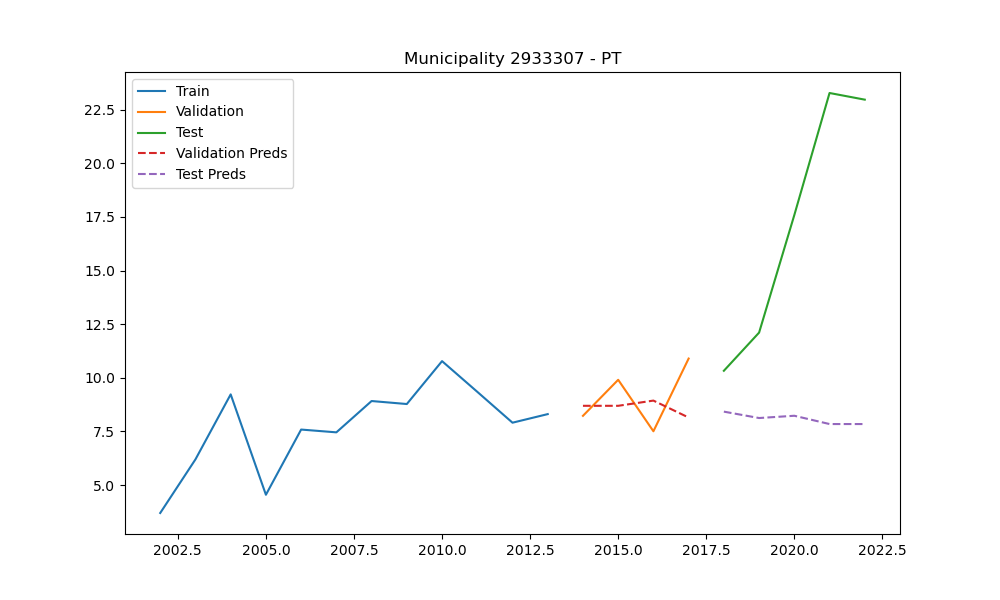 Municipality 2933307 - PT
Train
Validation
Test
Validation Preds
Test Preds
22.5
20.0
17.5
15.0
12.5
10.0
7.5
5.0
2002.5 2005.0 2007.5 2010.0 2012.5 2015.0 2017.5 2020.0 2022.5